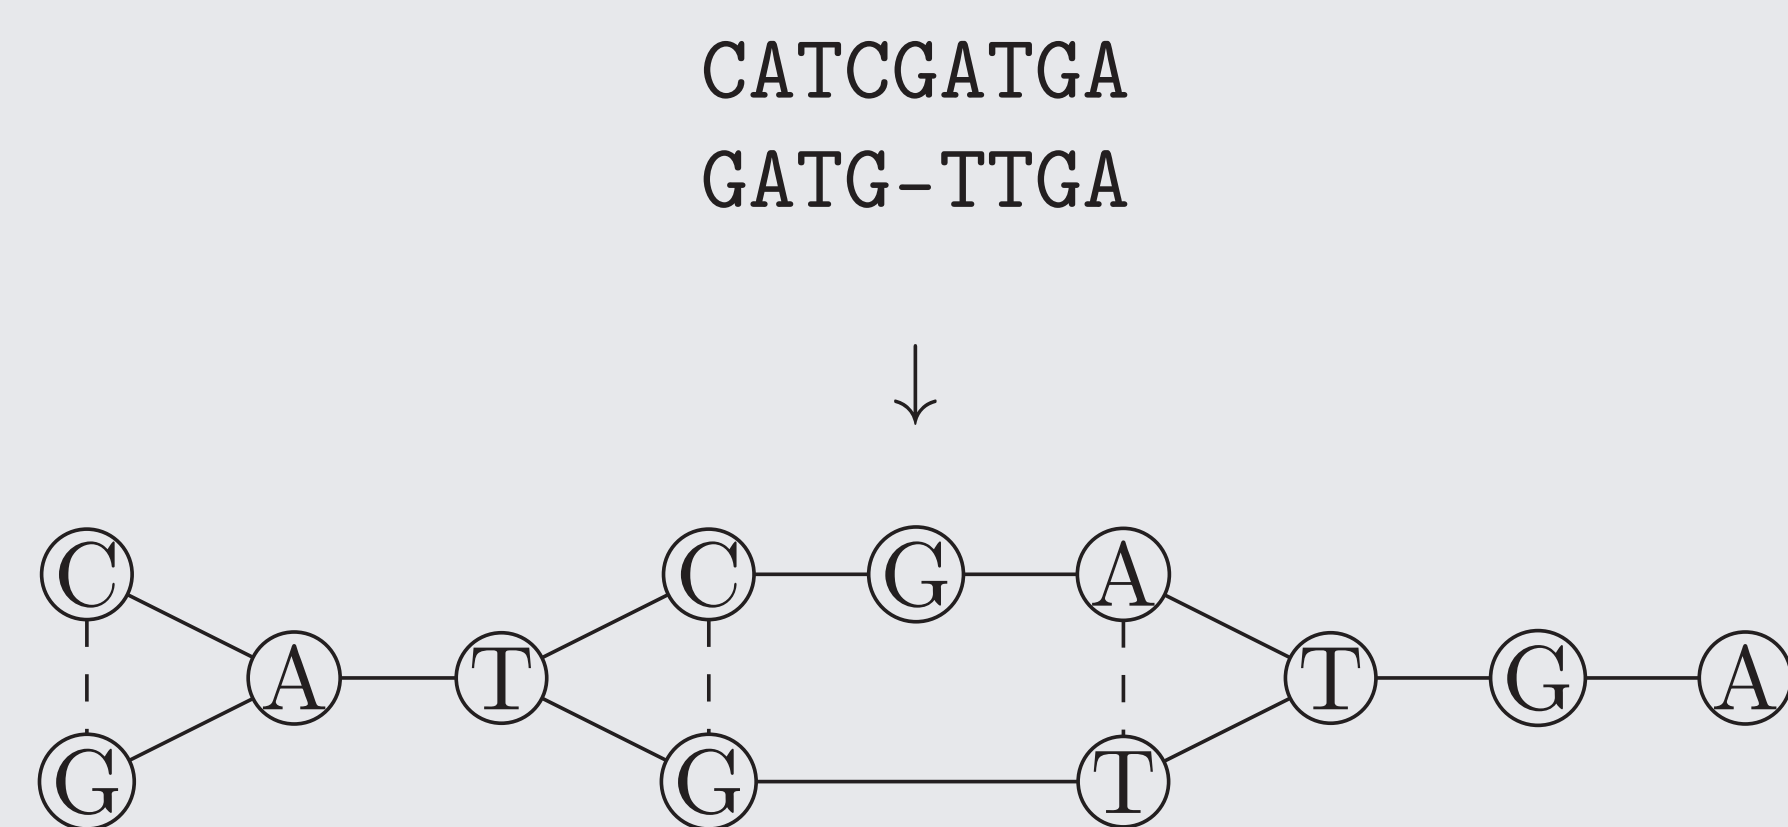 CATCGATGA
GATG-TTGA
C C G A
A T T G A
G G T